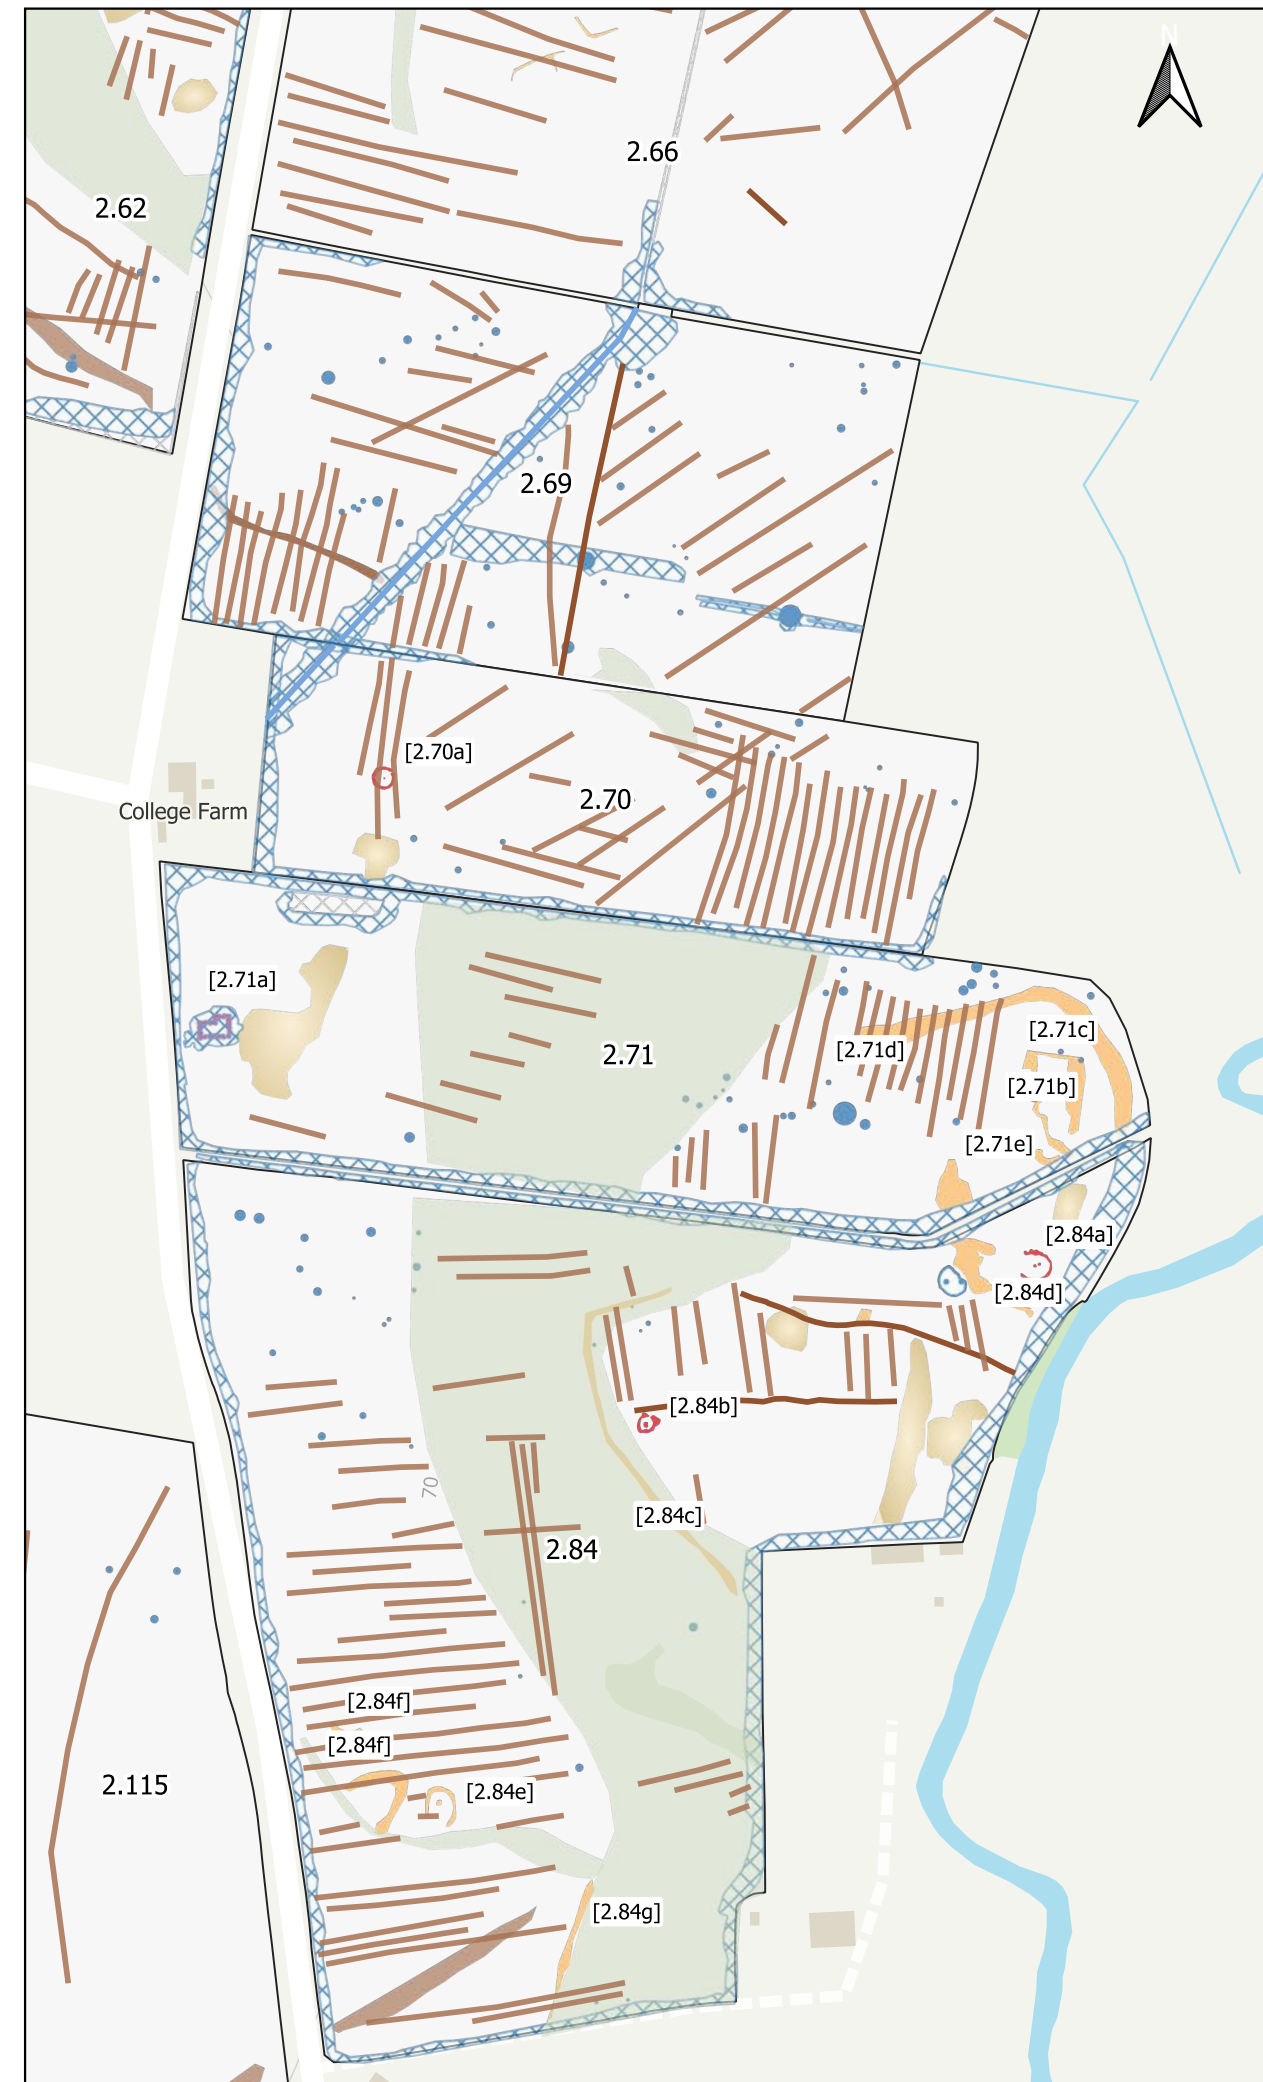 N
2.66
2.62
2.69
[2.70a]
2.70
College Farm
[2.71a]
[2.71c]
[2.71d]
2.71
[2.71b]
[2.71e]
[2.84a]
[2.84d]
[2.84b]
70
[2.84c]
2.84
[2.84f]
[2.84f]
2.115
[2.84e]
[2.84g]